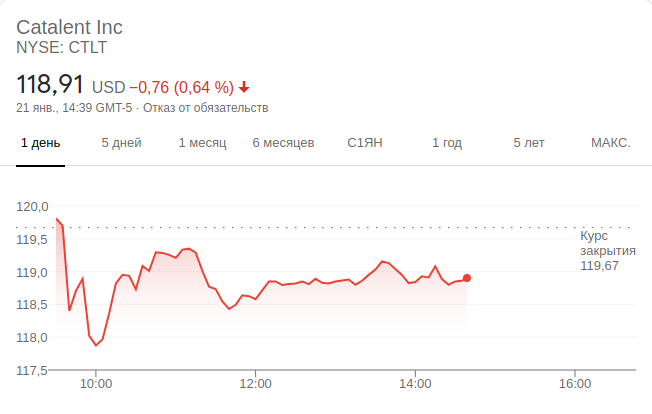 Catalent Inc
NYSE: CTLT
118,91 USD −0,76 (0,64 %)
21 янв., 14:39 GMT-5 · Отказ от обязательств
1 день 5 дней 1 месяц 6 месяцев С1ЯН 1 год 5 лет МАКС.
120,0
119,5
119,0
118,5
118,0
117,5
Курс
закрытия
119,67
10:00 12:00 14:00 16:00